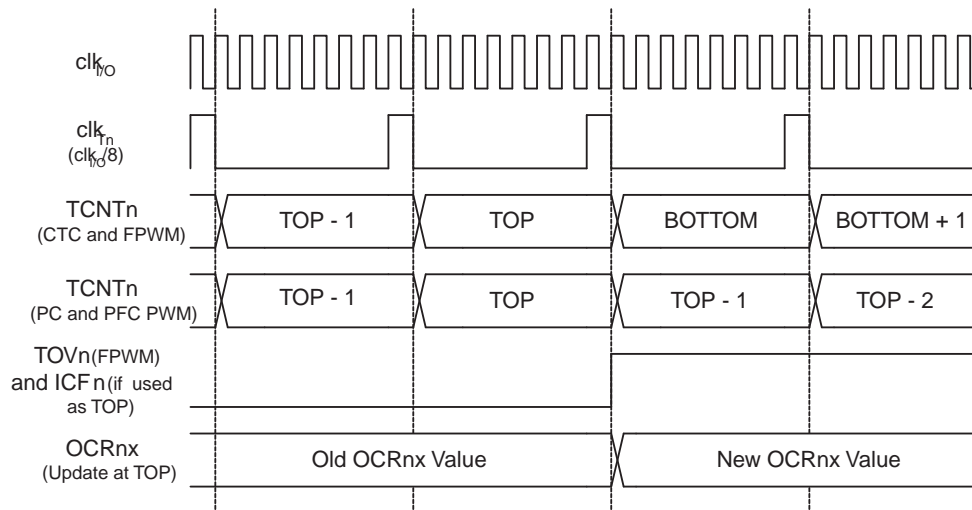 clkI/O
clkTn
(clkI/O/8)
TCNTn
(CTC and FPWM)
TOP - 1
TOP
BOTTOM
BOTTOM + 1
TCNTn
(PC and PFC PWM)
TOP - 1
TOP
TOP - 1
TOP - 2
TOVn (FPWM)
and ICFn (if used
as TOP)
OCRnx
(Update at TOP)
Old OCRnx Value
New OCRnx Value